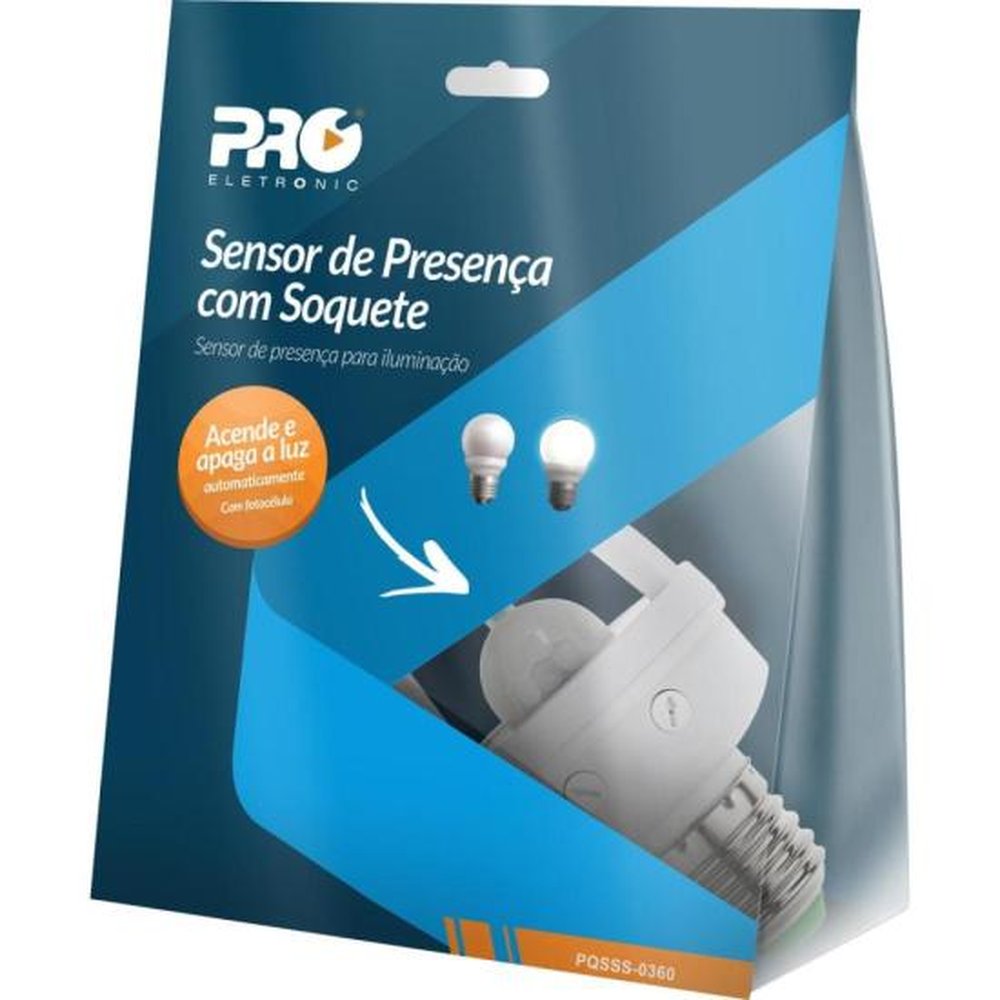 PRO
ELETRONIC
Sensor de Presença
com Soquete
Sensor de presença para iluminação
Acende e
apaga a luz
automaticamente
Com fotocélula
PQSSS-0360